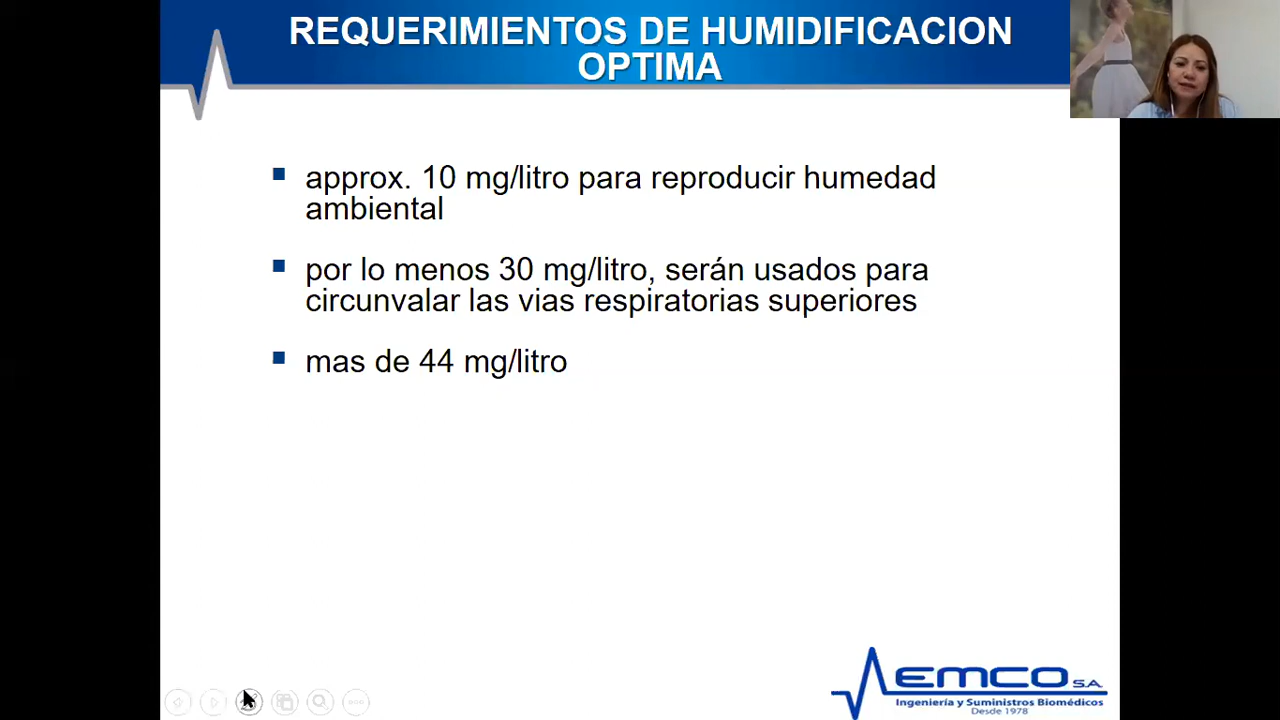 REQUERIMIENTOS DE HUMIDIFICACION
OPTIMA
approx. 10 mg/litro para reproducir humedad
ambiental
por lo menos 30 mg/litro, serán usados para
circunvalar las vias respiratorias superiores
mas de 44 mg/litro
EMCO S.A.
Ingeniería y Suministros Biomédicos
Desde 1978